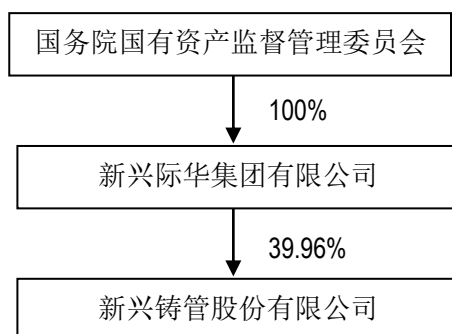 国务院国有资产监督管理委员会
100%
新兴际华集团有限公司
39.96%
新兴铸管股份有限公司